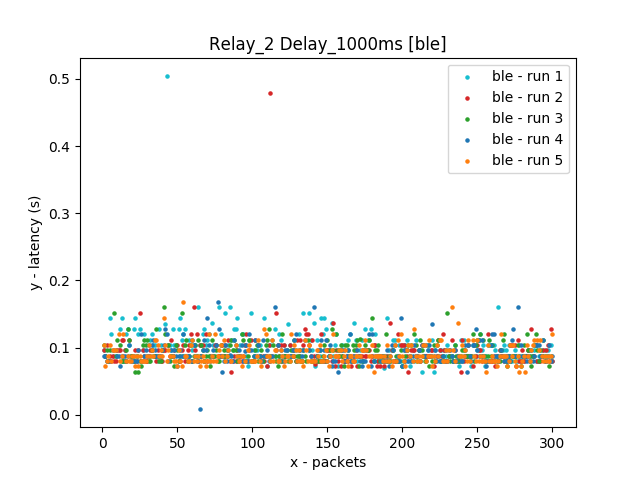 Relay_2 Delay_1000ms [ble]
ble - run 1
ble - run 2
ble - run 3
ble - run 4
ble - run 5
y - latency (s)
0.5
0.4
0.3
0.2
0.1
0.0
0 50 100 150 200 250 300
x - packets